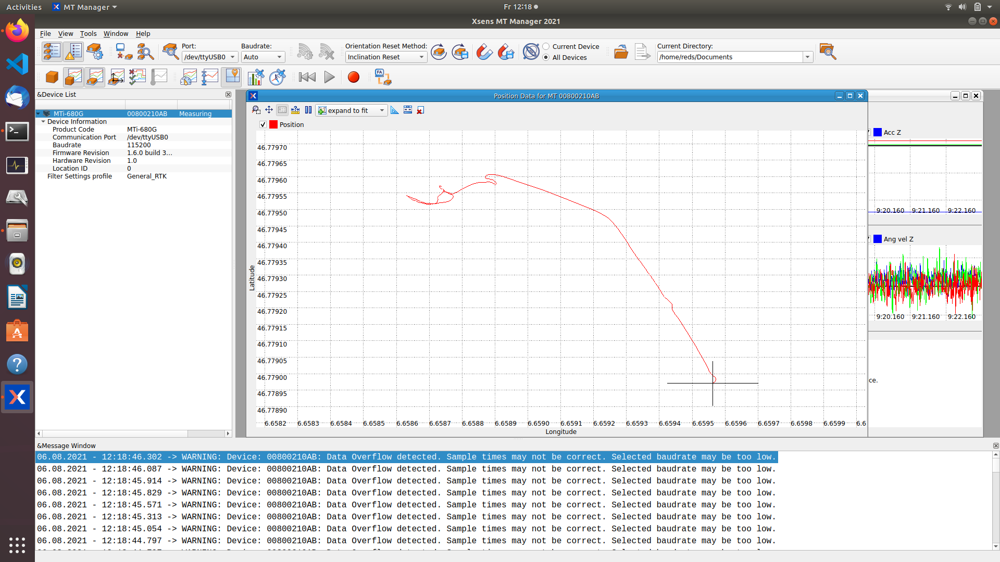 Activities
MT Manager
Fr 12:18
Xsens MT Manager 2021
File View Tools Window Help
Port:
/dev/ttyUSB0
Baudrate:
Auto
Orientation Reset Method:
Inclination Reset
Current Device
All Devices
Current Directory:
/home/reds/Documents
FA
&Device List
MTi-680G 00800210AB Measuring
Device Information
Product Code MTi-680G
Communication Port /dev/ttyUSB0
Baudrate 115200
Firmware Revision 1.6.0 build 3...
Hardware Revision 1.0
Location ID 0
Filter Settings profile General_RTK
Position Data for MT 00800210AB
expand to fit
Position
46.77970
46.77965
46.77960
46.77955
46.77950
46.77945
46.77940
46.77935
46.77930
46.77925
46.77920
46.77915
46.77910
46.77905
46.77900
46.77895
46.77890
Latitude
6.6582 6.6583 6.6584 6.6585 6.6586 6.6587 6.6588 6.6589 6.6590 6.6591 6.6592 6.6593 6.6594 6.6595 6.6596 6.6597 6.6598 6.6599 6.6
Longitude
Acc Z
9:20.160 9:21.160 9:22.160
Ang vel Z
9:20.160 9:21.160 9:22.160
ce.
&Message Window
06.08.2021 - 12:18:46.302 -> WARNING: Device: 00800210AB: Data Overflow detected. Sample times may not be correct. Selected baudrate may be too low.
06.08.2021 - 12:18:46.087 -> WARNING: Device: 00800210AB: Data Overflow detected. Sample times may not be correct. Selected baudrate may be too low.
06.08.2021 - 12:18:45.914 -> WARNING: Device: 00800210AB: Data Overflow detected. Sample times may not be correct. Selected baudrate may be too low.
06.08.2021 - 12:18:45.829 -> WARNING: Device: 00800210AB: Data Overflow detected. Sample times may not be correct. Selected baudrate may be too low.
06.08.2021 - 12:18:45.571 -> WARNING: Device: 00800210AB: Data Overflow detected. Sample times may not be correct. Selected baudrate may be too low.
06.08.2021 - 12:18:45.313 -> WARNING: Device: 00800210AB: Data Overflow detected. Sample times may not be correct. Selected baudrate may be too low.
06.08.2021 - 12:18:45.054 -> WARNING: Device: 00800210AB: Data Overflow detected. Sample times may not be correct. Selected baudrate may be too low.
06.08.2021 - 12:18:44.797 -> WARNING: Device: 00800210AB: Data Overflow detected. Sample times may not be correct. Selected baudrate may be too low.